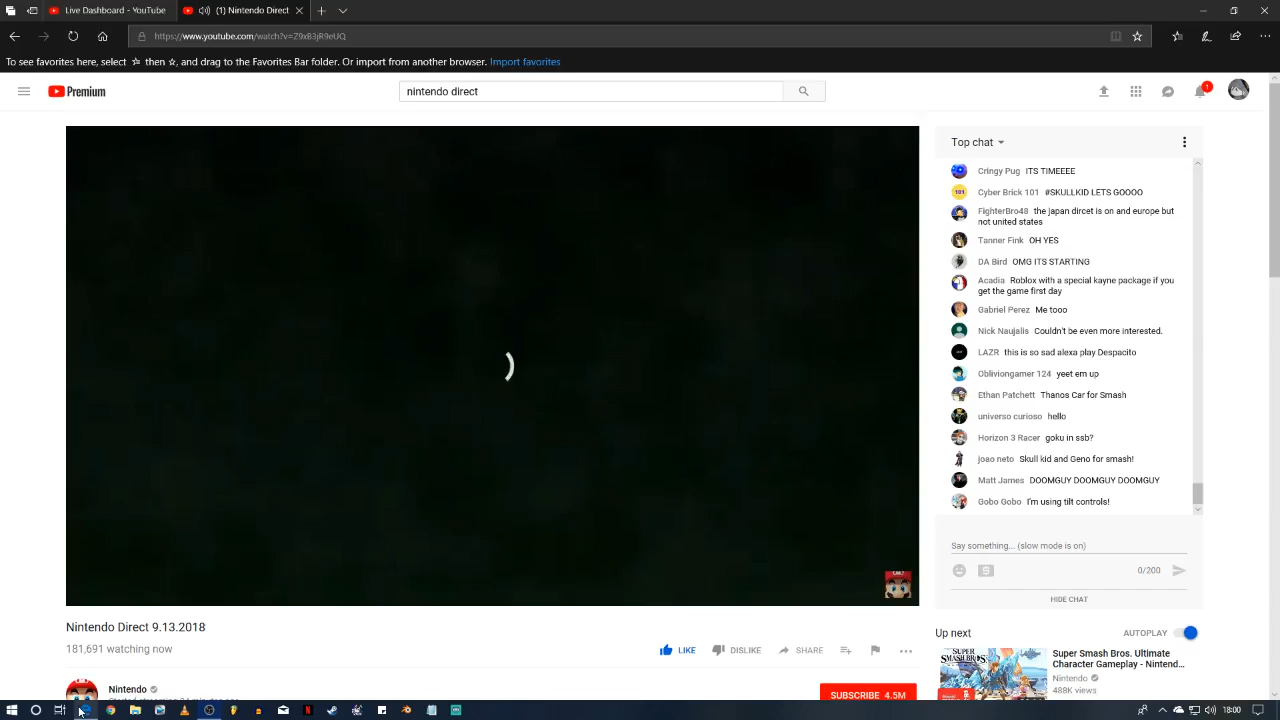 Live Dashboard - YouTube
(1) Nintendo Direct
https://www.youtube.com/watch?v=Z9xB3jR9eUQ
To see favorites here, select ☆ then ☆, and drag to the Favorites Bar folder. Or import from another browser. Import favorites
Premium
nintendo direct
1
Top chat
Cringy Pug ITS TIMEEEE
101 Cyber Brick 101 #SKULLKID LETS GOOOO
FighterBro48 the japan dircet is on and europe but
not united states
Tanner Fink OH YES
DA Bird OMG ITS STARTING
Acadia Roblox with a special kayne package if you
get the game first day
Gabriel Perez Me tooo
Nick Naujalis Couldn't be even more interested.
LAZR this is so sad alexa play Despacito
Obliviongamer 124 yeet em up
Ethan Patchett Thanos Car for Smash
universo curioso hello
Horizon 3 Racer goku in ssb?
joao neto Skull kid and Geno for smash!
Matt James DOOMGUY DOOMGUY DOOMGUY
Gobo Gobo I'm using tilt controls!
Say something... (slow mode is on)
0/200
HIDE CHAT
Nintendo Direct 9.13.2018
181,691 watching now
LIKE
DISLIKE
SHARE
Up next
AUTOPLAY
SUPER
SMASH BROS.
Super Smash Bros. Ultimate
Character Gameplay - Nintend...
Nintendo
488K views
Nintendo
SUBSCRIBE 4.5M
18:00